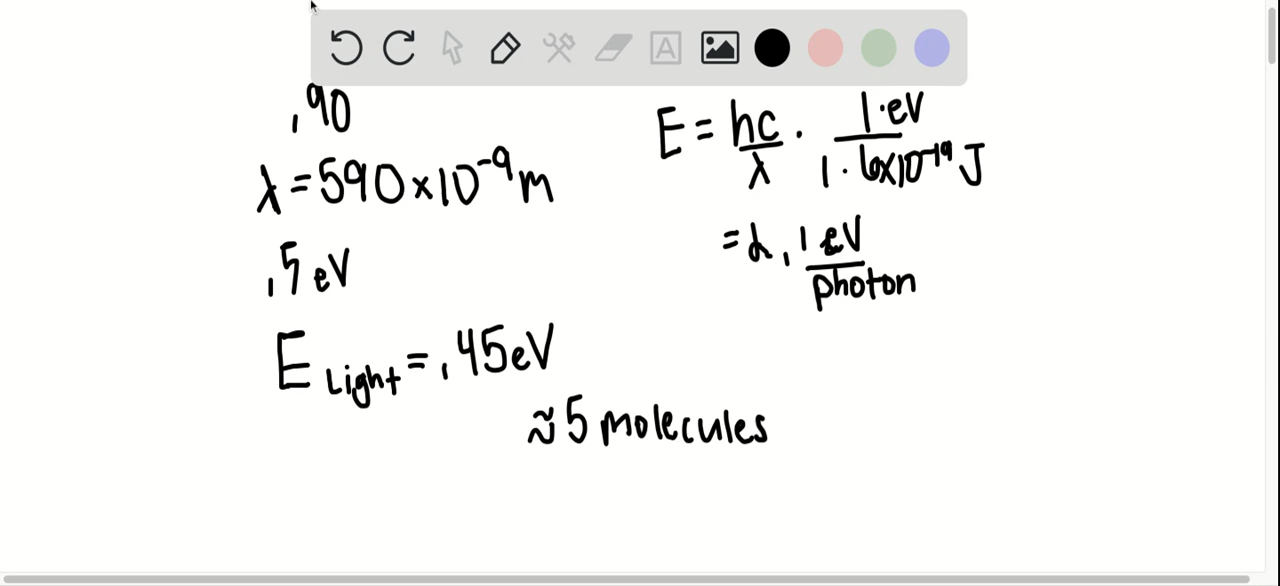 .90
λ = 590×10⁻⁹ m
.5 eV
E Light = .45 eV
≈ 5 molecules
E = hc/λ · 1·eV/1.6×10⁻¹⁹ J
= 2.1 eV/photon
A